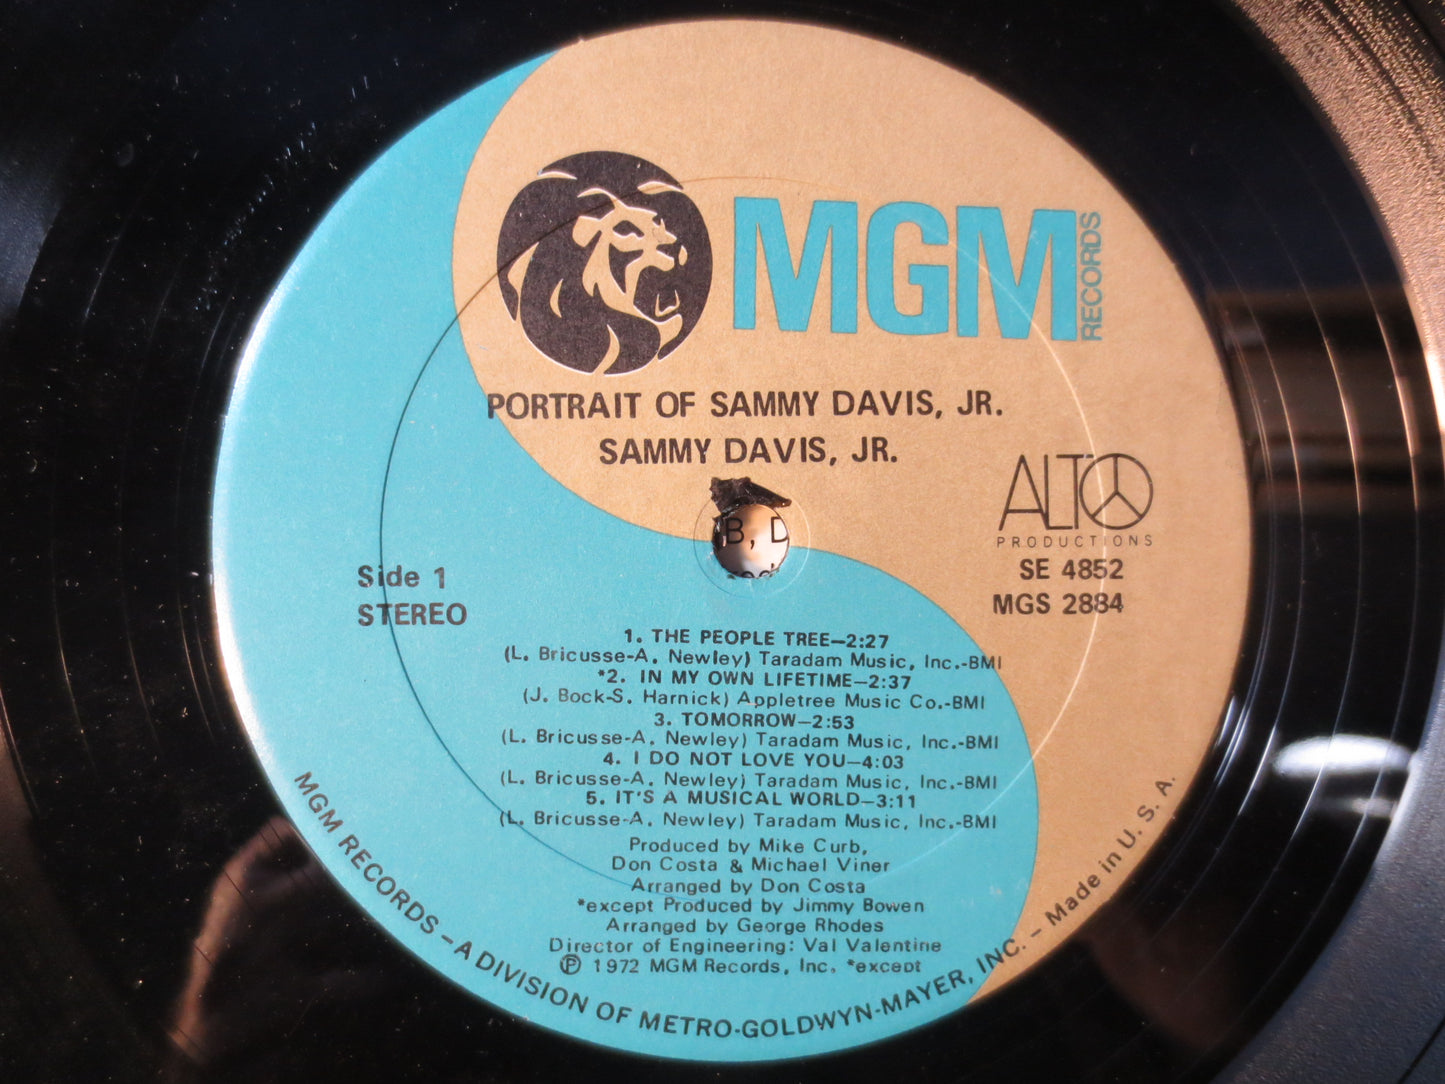 MGM RECORDS
PORTRAIT OF SAMMY DAVIS, JR.
SAMMY DAVIS, JR.
ALTO
PRODUCTIONS
SE 4852
MGS 2884
Side 1
STEREO
B, D
1. THE PEOPLE TREE—2:27
(L. Bricusse-A. Newley) Taradam Music, Inc.-BMI
*2. IN MY OWN LIFETIME—2:37
(J. Bock-S. Harnick) Appletree Music Co.-BMI
3. TOMORROW—2:53
(L. Bricusse-A. Newley) Taradam Music, Inc.-BMI
4. I DO NOT LOVE YOU—4:03
(L. Bricusse-A. Newley) Taradam Music, Inc.-BMI
5. IT'S A MUSICAL WORLD—3:11
(L. Bricusse-A. Newley) Taradam Music, Inc.-BMI
Produced by Mike Curb,
Don Costa & Michael Viner
Arranged by Don Costa
*except Produced by Jimmy Bowen
Arranged by George Rhodes
Director of Engineering: Val Valentine
Ⓟ 1972 MGM Records, Inc. *except
MGM RECORDS – A DIVISION OF METRO-GOLDWYN-MAYER, INC. – Made in U. S. A.